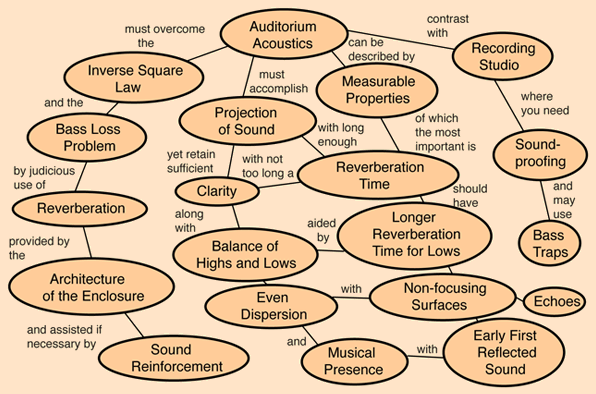 Auditorium
Acoustics
must overcome
the
Inverse Square
Law
and the
Bass Loss
Problem
by judicious
use of
Reverberation
provided by
the
Architecture
of the Enclosure
and assisted if
necessary by
Sound
Reinforcement
must
accomplish
Projection
of Sound
yet retain
sufficient
Clarity
along
with
Balance of
Highs and Lows
Even
Dispersion
and
Musical
Presence
can be
described by
Measurable
Properties
of which
the most
important is
with long
enough
with not
too long a
Reverberation
Time
should
have
Longer
Reverberation
Time for Lows
aided
by
with
Non-focusing
Surfaces
Echoes
with
Early First
Reflected
Sound
contrast
with
Recording
Studio
where
you need
Sound-
proofing
and
may
use
Bass
Traps